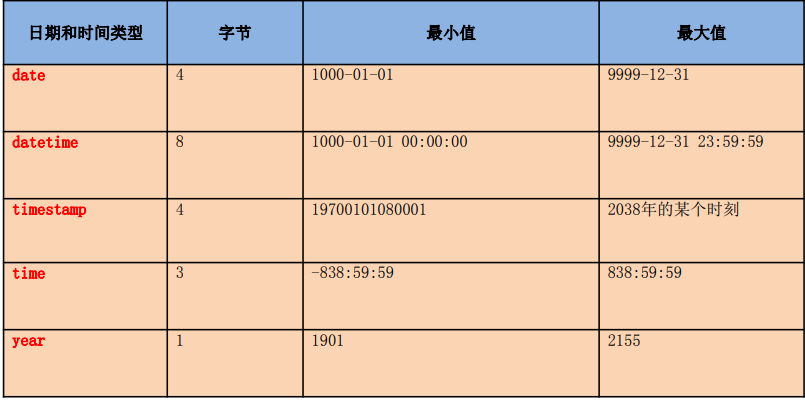 日期和时间类型 字节 最小值 最大值
date 4 1000-01-01 9999-12-31
datetime 8 1000-01-01 00:00:00 9999-12-31 23:59:59
timestamp 4 19700101080001 2038年的某个时刻
time 3 -838:59:59 838:59:59
year 1 1901 2155